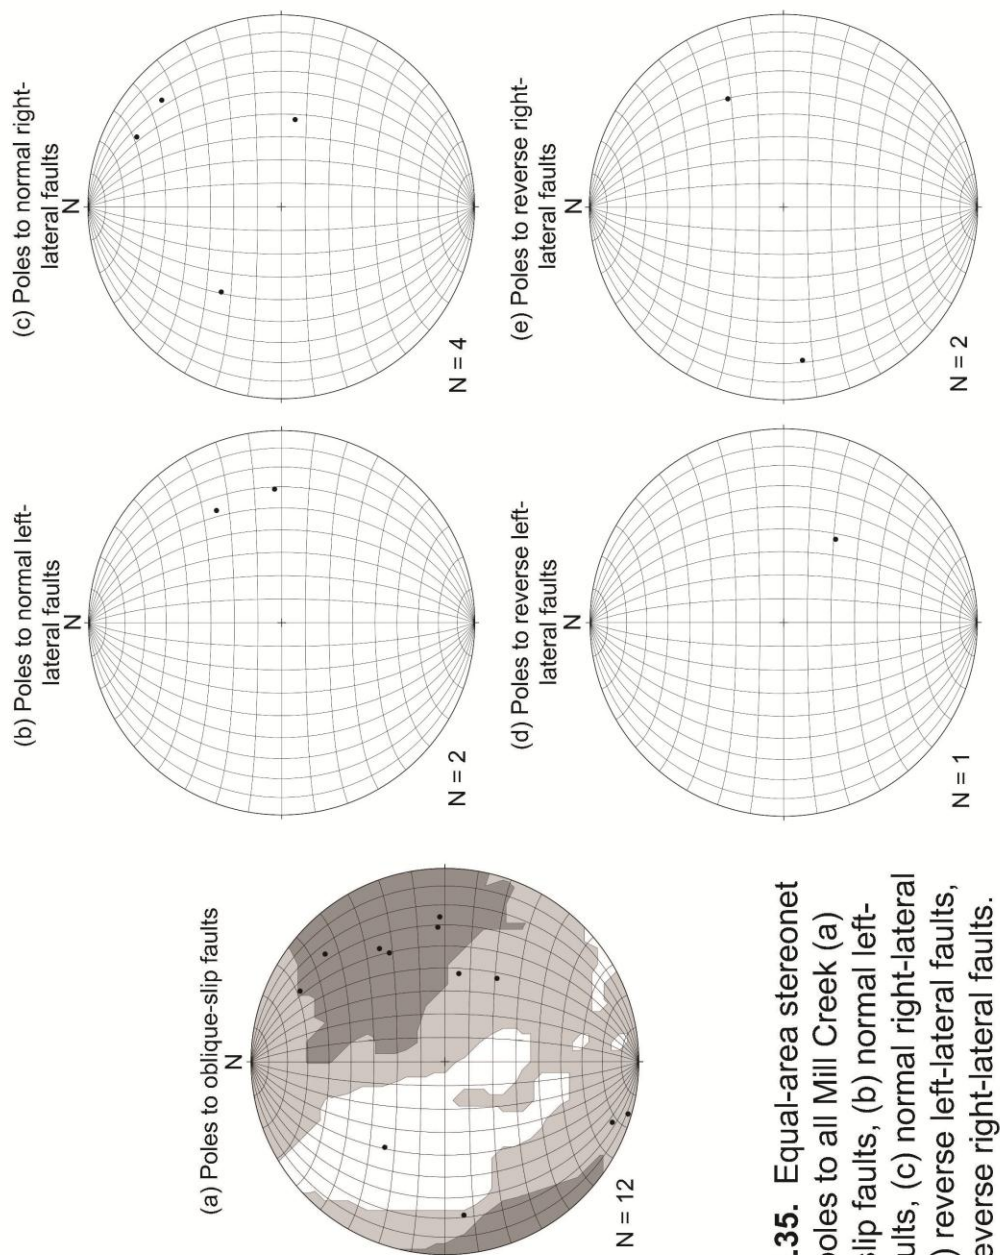 (a) Poles to oblique-slip faults
N
N = 12
(b) Poles to normal left-
lateral faults
N
N = 2
(c) Poles to normal right-
lateral faults
N
N = 4
(d) Poles to reverse left-
lateral faults
N
N = 1
(e) Poles to reverse right-
lateral faults
N
N = 2
.35. Equal-area stereonet
poles to all Mill Creek (a)
slip faults, (b) normal left-
ults, (c) normal right-lateral
) reverse left-lateral faults,
everse right-lateral faults.